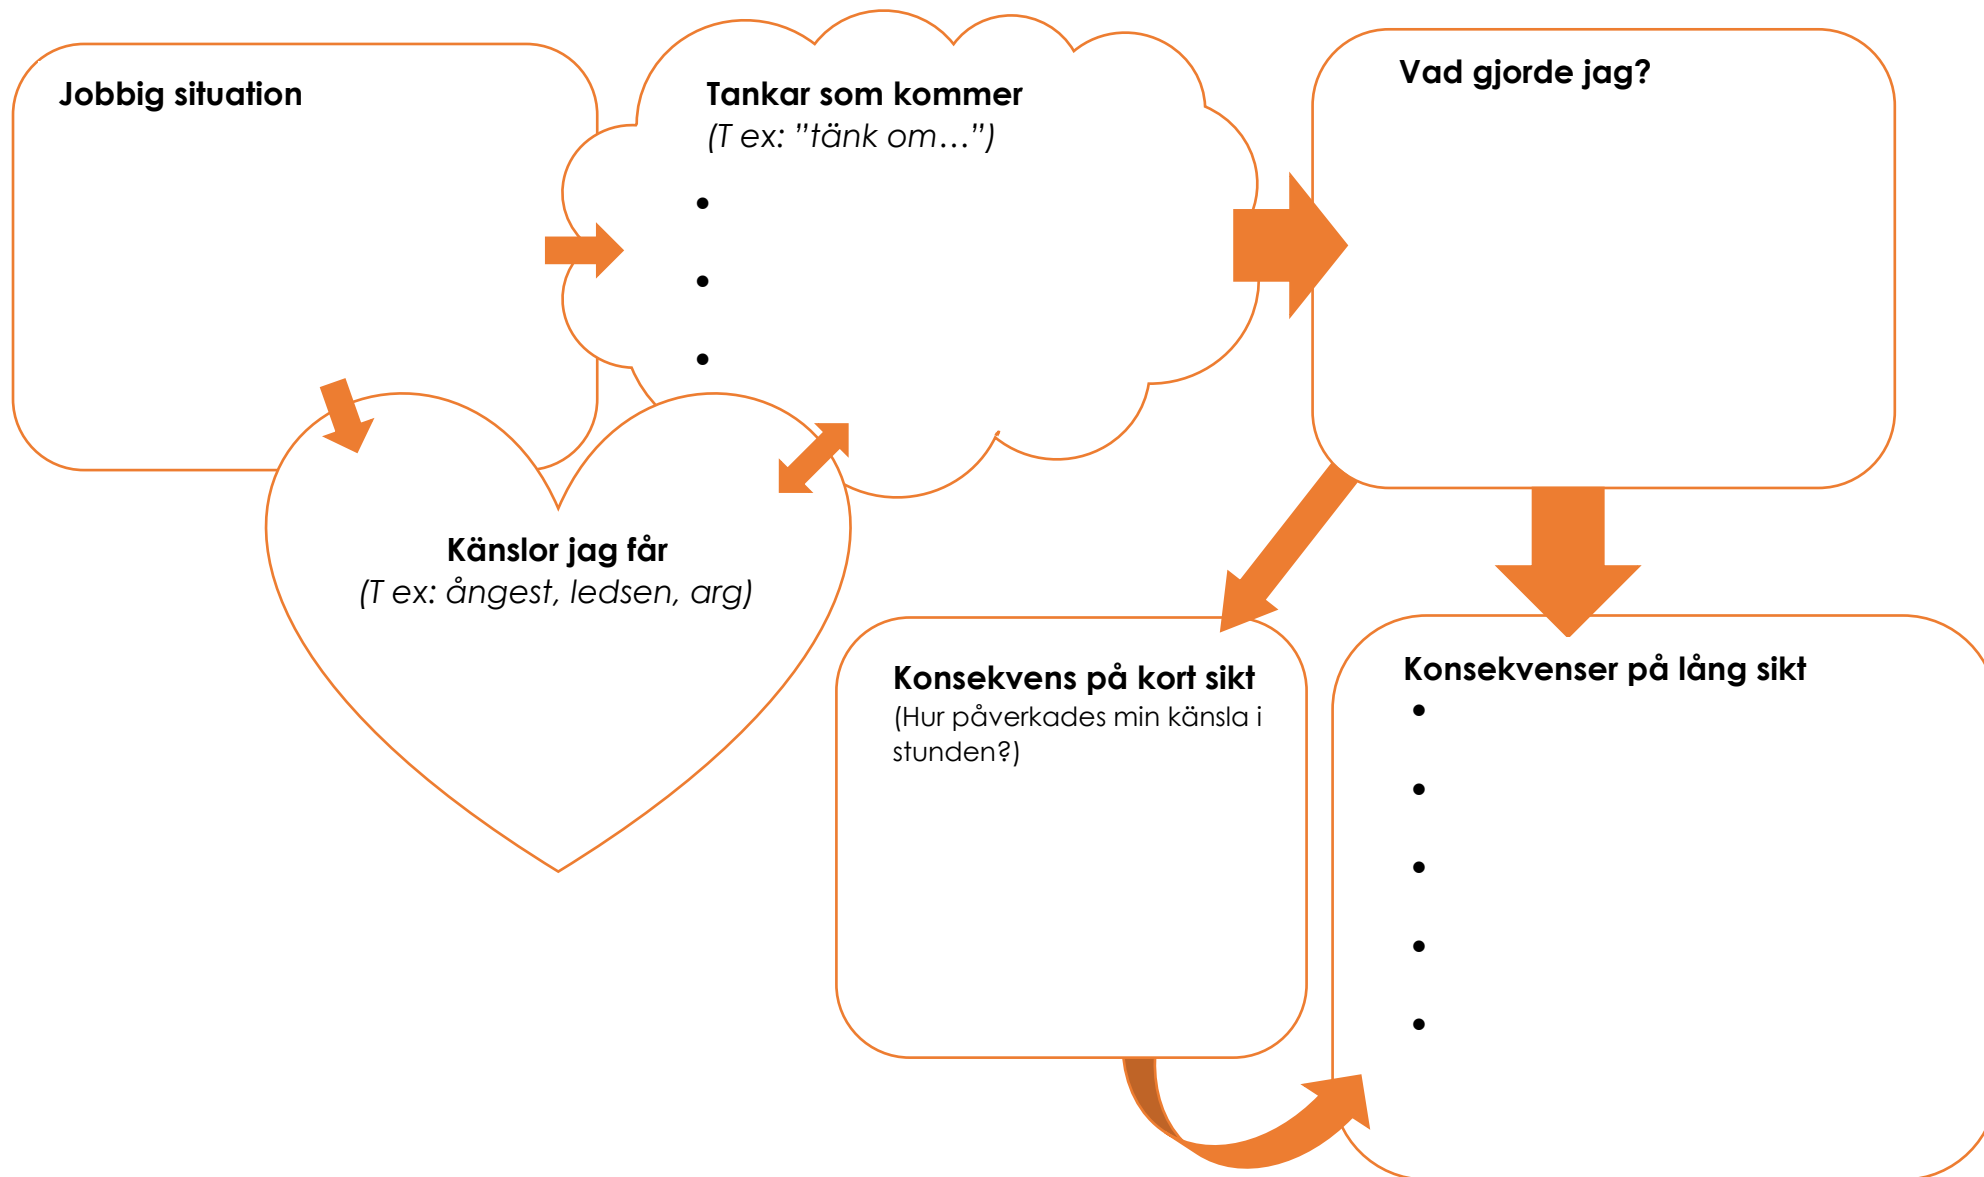 Jobbig situation
Tankar som kommer
(T ex: ”tänk om…”)
•
•
•
Vad gjorde jag?
Känslor jag får
(T ex: ångest, ledsen, arg)
Konsekvens på kort sikt
(Hur påverkades min känsla i
stunden?)
Konsekvenser på lång sikt
•
•
•
•
•